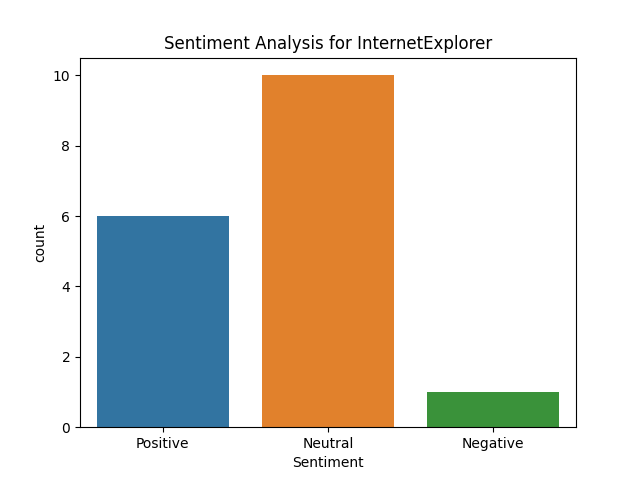 Sentiment Analysis for InternetExplorer
10
8
6
4
2
0
count
Positive Neutral Negative
Sentiment